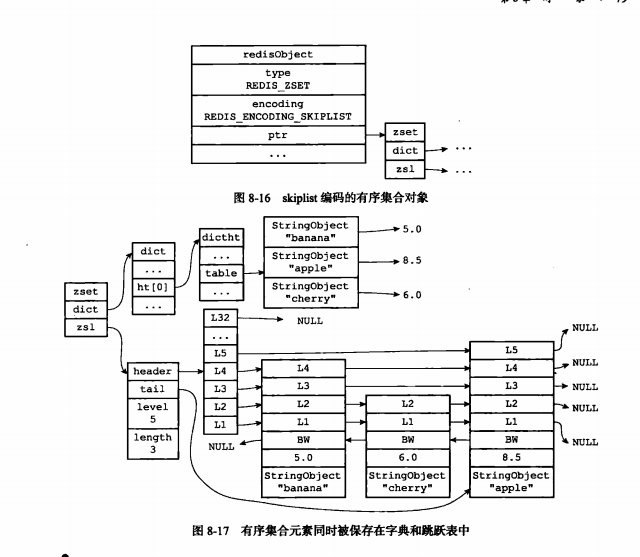 redisObject
type
REDIS_ZSET
encoding
REDIS_ENCODING_SKIPLIST
ptr
...
zset
dict
...
zsl
...
图 8-16 skiplist 编码的有序集合对象
zset
dict
zsl
dict
...
ht[0]
...
dictht
...
table
...
StringObject
"banana"
5.0
StringObject
"apple"
8.5
StringObject
"cherry"
6.0
header
tail
level
5
length
3
L32
NULL
...
L5
L4
L3
L2
L1
NULL
L4
L3
L2
L1
BW
5.0
StringObject
"banana"
L2
L1
BW
6.0
StringObject
"cherry"
L5
NULL
L4
NULL
L3
NULL
L2
NULL
L1
NULL
BW
8.5
StringObject
"apple"
图 8-17 有序集合元素同时被保存在字典和跳跃表中